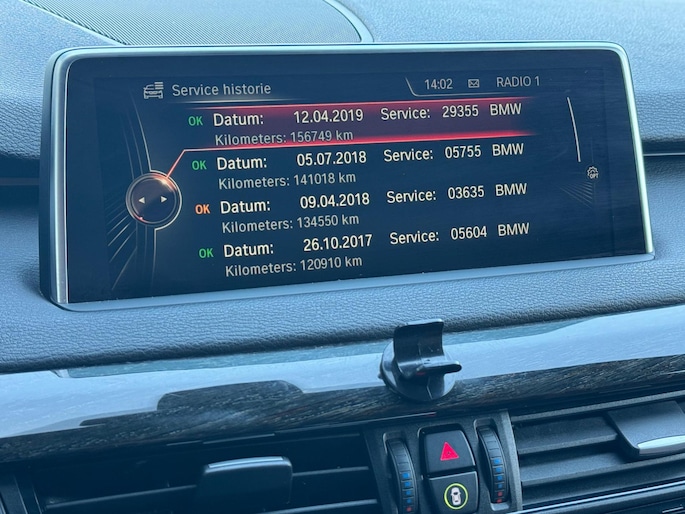 Service historie 14:02 RADIO 1
OK Datum: 12.04.2019 Service: 29355 BMW
Kilometers: 156749 km
OK Datum: 05.07.2018 Service: 05755 BMW
Kilometers: 141018 km
OK Datum: 09.04.2018 Service: 03635 BMW
Kilometers: 134550 km
OK Datum: 26.10.2017 Service: 05604 BMW
Kilometers: 120910 km
OFF